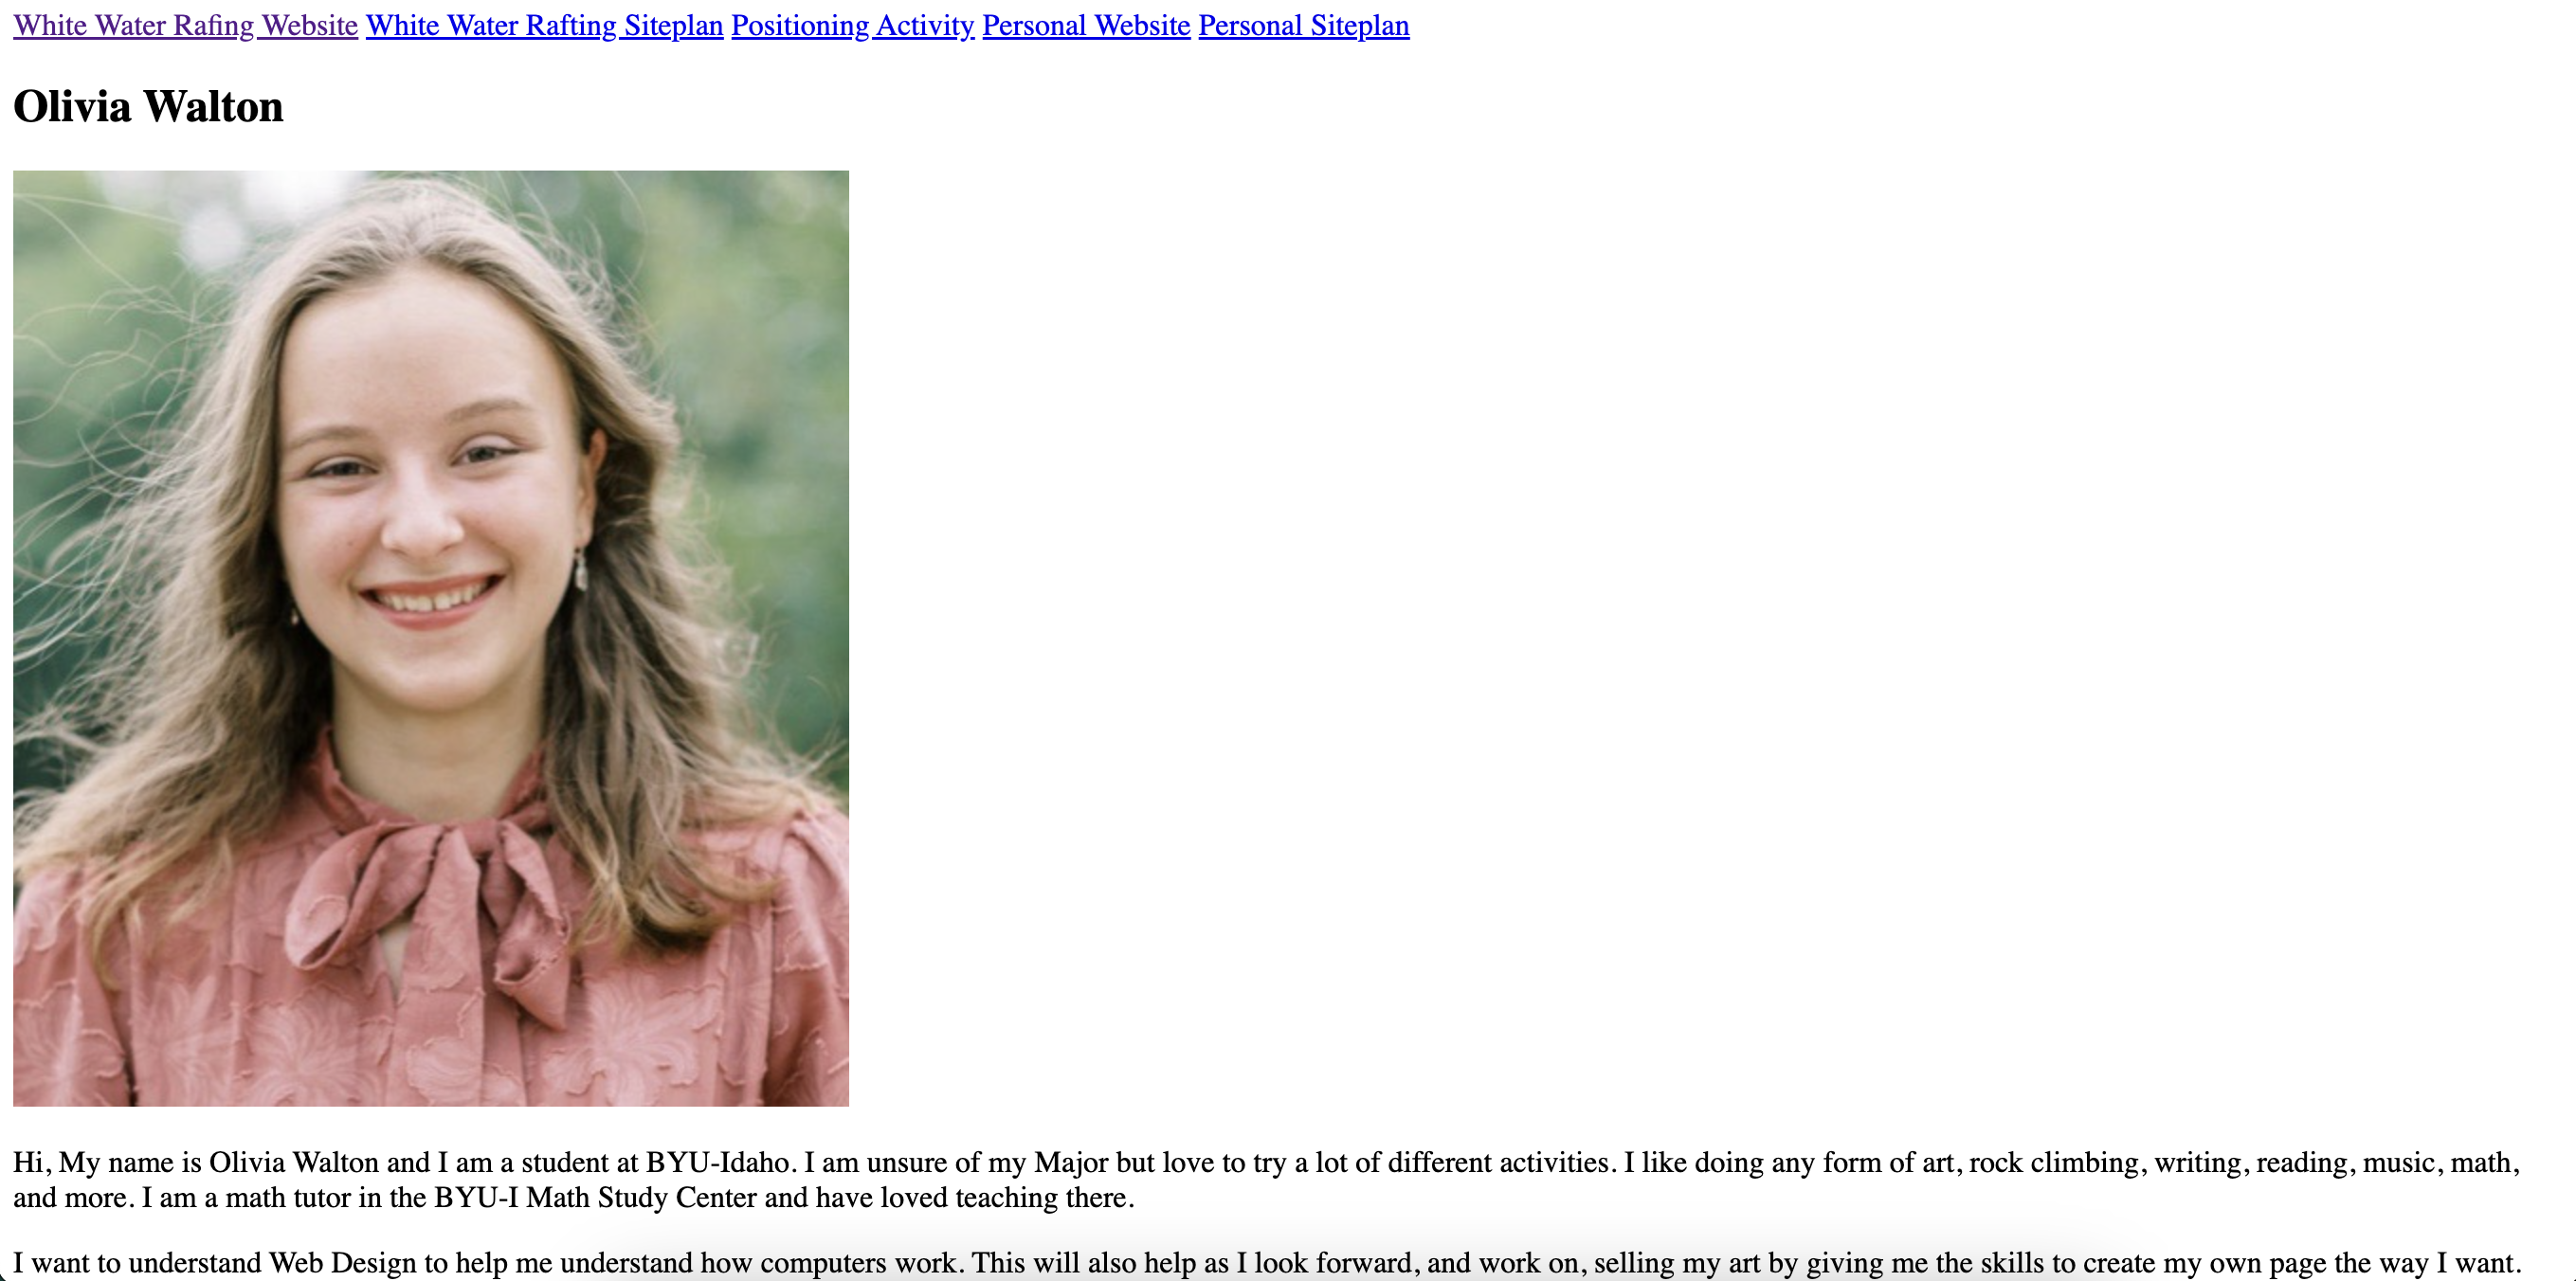 White Water Rafing Website White Water Rafting Siteplan Positioning Activity Personal Website Personal Siteplan
Olivia Walton
Hi, My name is Olivia Walton and I am a student at BYU-Idaho. I am unsure of my Major but love to try a lot of different activities. I like doing any form of art, rock climbing, writing, reading, music, math,
and more. I am a math tutor in the BYU-I Math Study Center and have loved teaching there.
I want to understand Web Design to help me understand how computers work. This will also help as I look forward, and work on, selling my art by giving me the skills to create my own page the way I want.